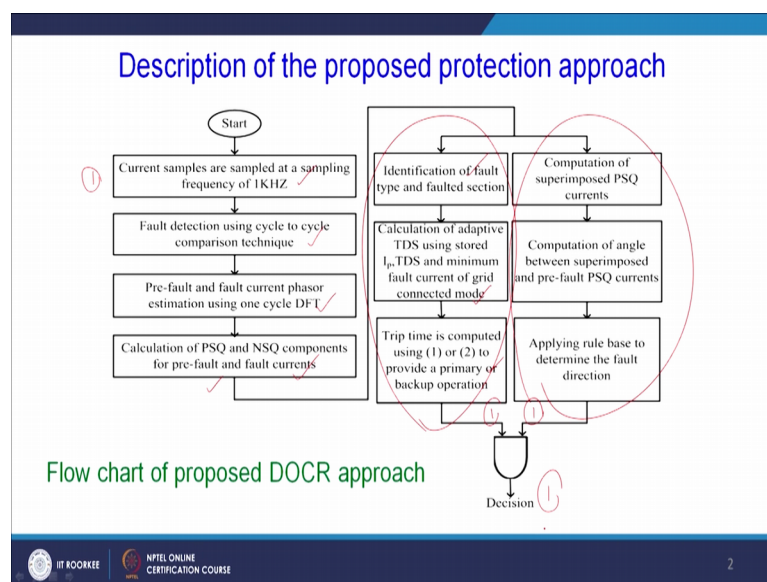 Description of the proposed protection approach
Start
1
Current samples are sampled at a sampling
frequency of 1KHZ
Fault detection using cycle to cycle
comparison technique
Pre-fault and fault current phasor
estimation using one cycle DFT
Calculation of PSQ and NSQ components
for pre-fault and fault currents
Identification of fault
type and faulted section
Calculation of adaptive
TDS using stored
Ip,TDS and minimum
fault current of grid
connected mode
Trip time is computed
using (1) or (2) to
provide a primary or
backup operation
1
Computation of
superimposed PSQ
currents
Computation of angle
between superimposed
and pre-fault PSQ currents
Applying rule base to
determine the fault
direction
1
Decision
1
Flow chart of proposed DOCR approach
IIT ROORKEE
NPTEL ONLINE
CERTIFICATION COURSE
2